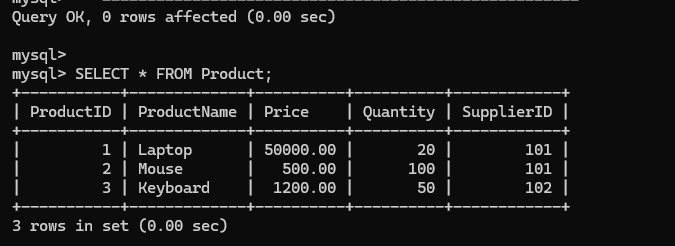 mysql>
Query OK, 0 rows affected (0.00 sec)
mysql>
mysql> SELECT * FROM Product;
+-----------+-------------+----------+----------+------------+
| ProductID | ProductName | Price    | Quantity | SupplierID |
+-----------+-------------+----------+----------+------------+
|         1 | Laptop      | 50000.00 |       20 |        101 |
|         2 | Mouse       |   500.00 |      100 |        101 |
|         3 | Keyboard    |  1200.00 |       50 |        102 |
+-----------+-------------+----------+----------+------------+
3 rows in set (0.00 sec)